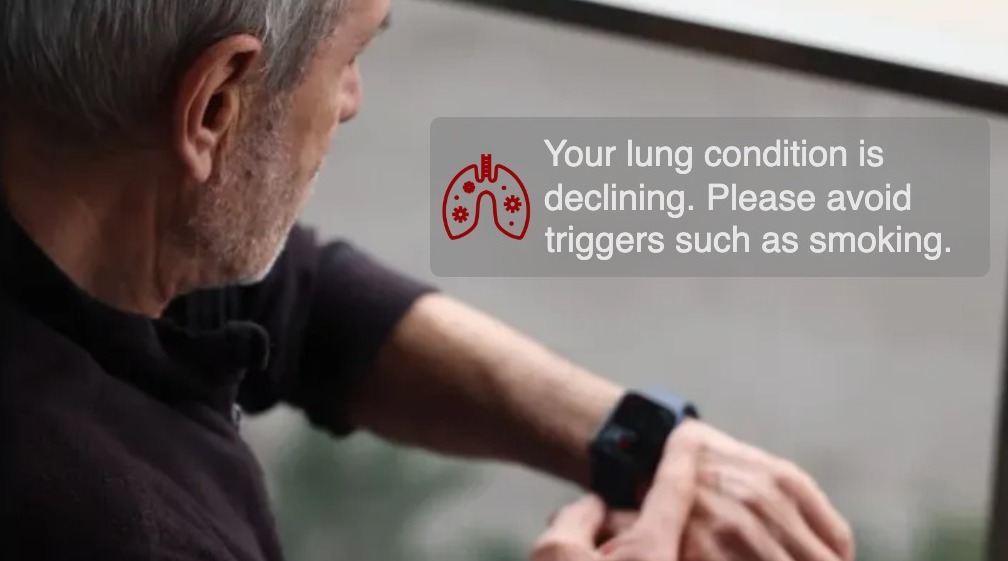 Your lung condition is
declining. Please avoid
triggers such as smoking.